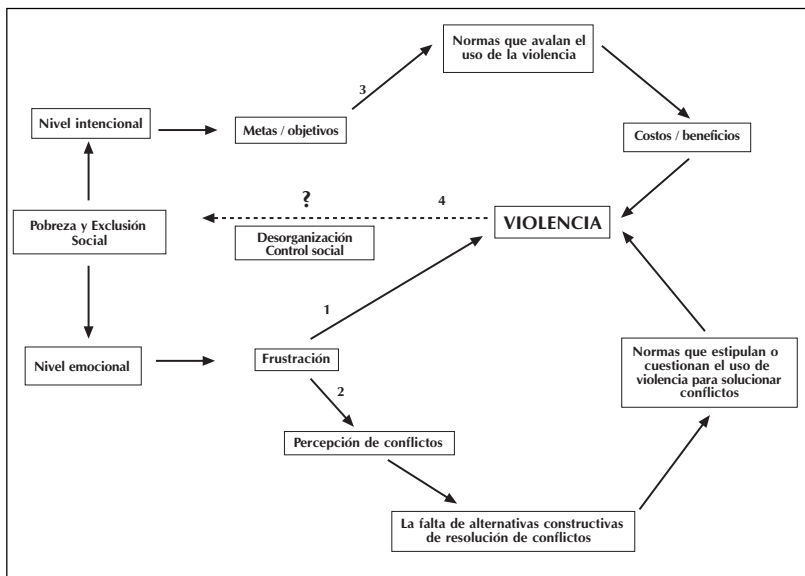 Normas que avalan el
uso de la violencia
3
Nivel intencional
Metas / objetivos
Costos / beneficios
?
4
Pobreza y Exclusión
Social
Desorganización
Control social
VIOLENCIA
1
Nivel emocional
Frustración
Normas que estipulan o
cuestionan el uso de
violencia para solucionar
conflictos
2
Percepción de conflictos
La falta de alternativas constructivas
de resolución de conflictos